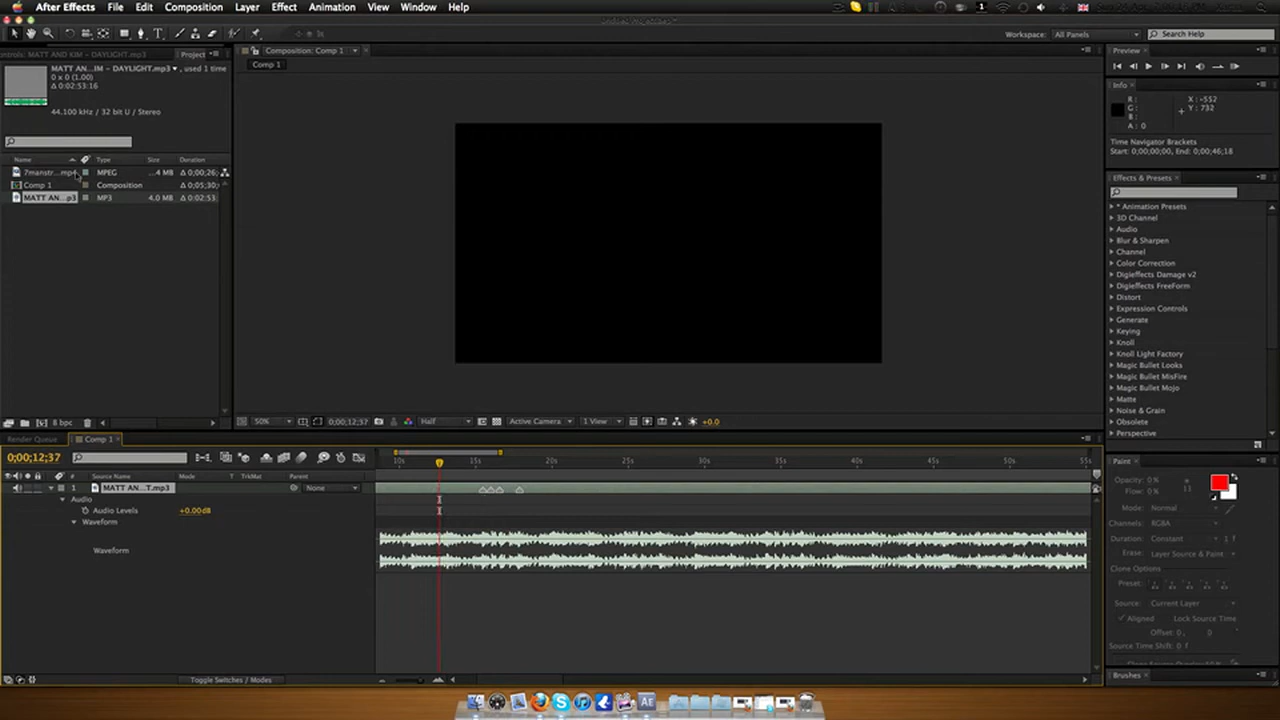 After Effects File Edit Composition Layer Effect Animation View Window Help
Workspace: All Panels Search Help
MATT AND KIM – DAYLIGHT.mp3 Project
Composition: Comp 1
Comp 1
MATT AN...IM – DAYLIGHT.mp3 , used 1 time
0 x 0 (1.00)
Δ 0:02:53:16
44.100 kHz / 32 bit U / Stereo
Name Type Size Duration
7manstr...mp4 MPEG ...4 MB Δ 0;00;26;
Comp 1 Composition Δ 0;05;30;
MATT AN...p3 MP3 4.0 MB Δ 0:02:53
8 bpc
50% 0;00;12;37 Half Active Camera 1 View +0.0
Preview
Info
R: X: -552
G: Y: 732
B:
A: 0
Time Navigator Brackets
Start: 0;00;00;00, End: 0;00;46;18
Effects & Presets
* Animation Presets
3D Channel
Audio
Blur & Sharpen
Channel
Color Correction
Digieffects Damage v2
Digieffects FreeForm
Distort
Expression Controls
Generate
Keying
Knoll
Knoll Light Factory
Magic Bullet Looks
Magic Bullet MisFire
Magic Bullet Mojo
Matte
Noise & Grain
Obsolete
Perspective
Render Queue Comp 1
0;00;12;37
# Source Name TrkMat Parent
1 MATT AN...T.mp3 None
Audio
Audio Levels +0.00dB
Waveform
Waveform
10s 15s 20s 25s 30s 35s 40s 45s 50s 55s
Toggle Switches / Modes
Paint
Opacity: 0 %
Flow: 0 %
Mode: Normal
Channels: RGBA
Duration: Constant 1 f
Erase: Layer Source & Paint
Clone Options
Preset:
Source: Current Layer
Aligned Lock Source Time
Offset: 0, 0
Source Time Shift: 0 f
Brushes